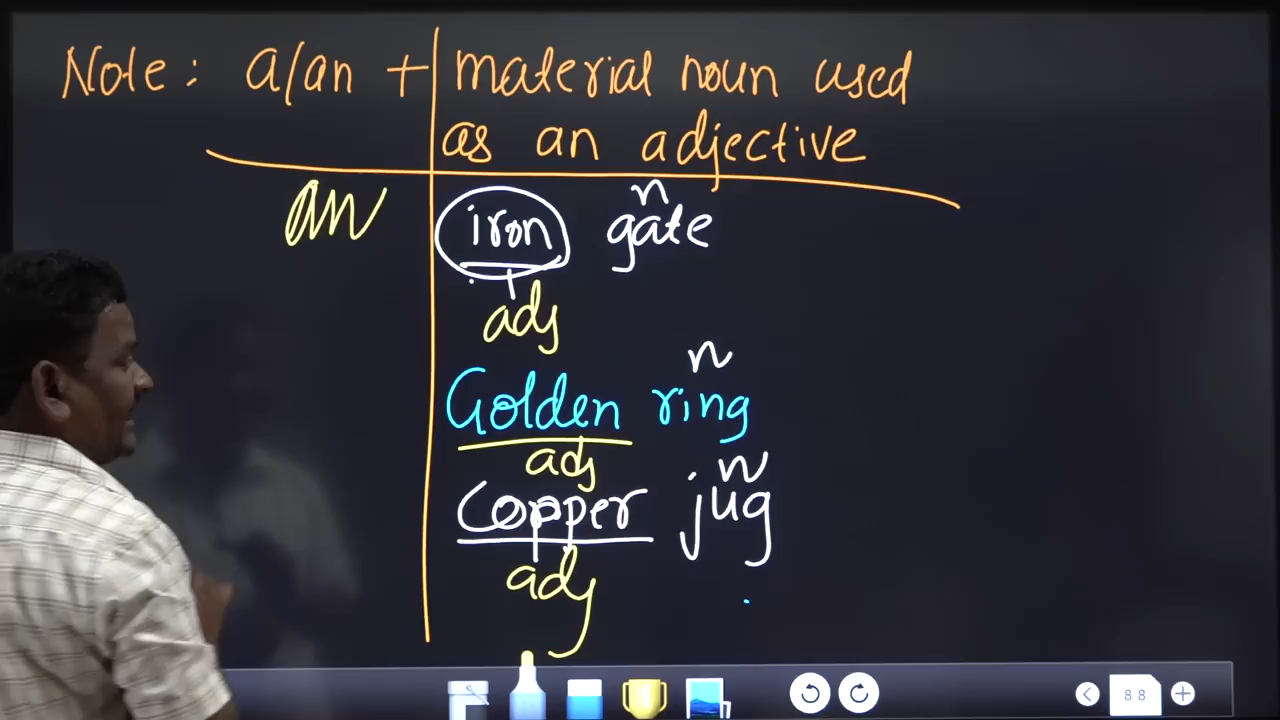 Note: a/an + material noun used
as an adjective
n
an iron gate
adj
n
Golden ring
adj n
Copper jug
adj
88